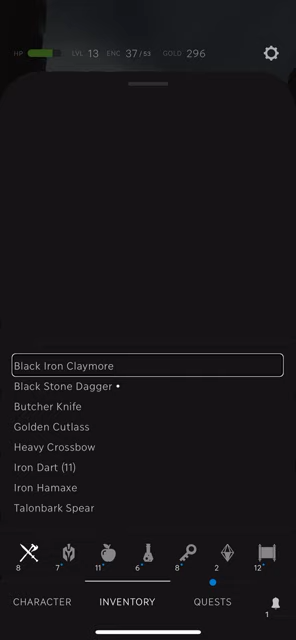 HP LVL 13 ENC 37/53 GOLD 296
Black Iron Claymore
Black Stone Dagger •
Butcher Knife
Golden Cutlass
Heavy Crossbow
Iron Dart (11)
Iron Hamaxe
Talonbark Spear
8 7 11 6 8 2 12
CHARACTER INVENTORY QUESTS 1